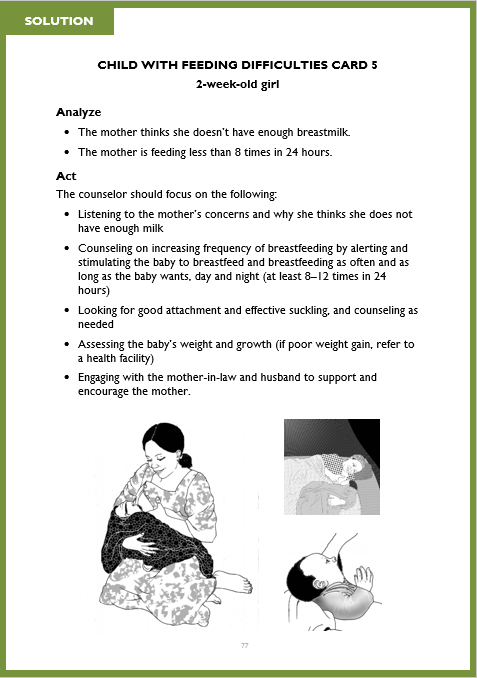 SOLUTION
CHILD WITH FEEDING DIFFICULTIES CARD 5
2-week-old girl
Analyze
• The mother thinks she doesn't have enough breastmilk.
• The mother is feeding less than 8 times in 24 hours.
Act
The counselor should focus on the following:
• Listening to the mother's concerns and why she thinks she does not
have enough milk
• Counseling on increasing frequency of breastfeeding by alerting and
stimulating the baby to breastfeed and breastfeeding as often and as
long as the baby wants, day and night (at least 8–12 times in 24
hours)
• Looking for good attachment and effective suckling, and counseling as
needed
• Assessing the baby's weight and growth (if poor weight gain, refer to
a health facility)
• Engaging with the mother-in-law and husband to support and
encourage the mother.
77